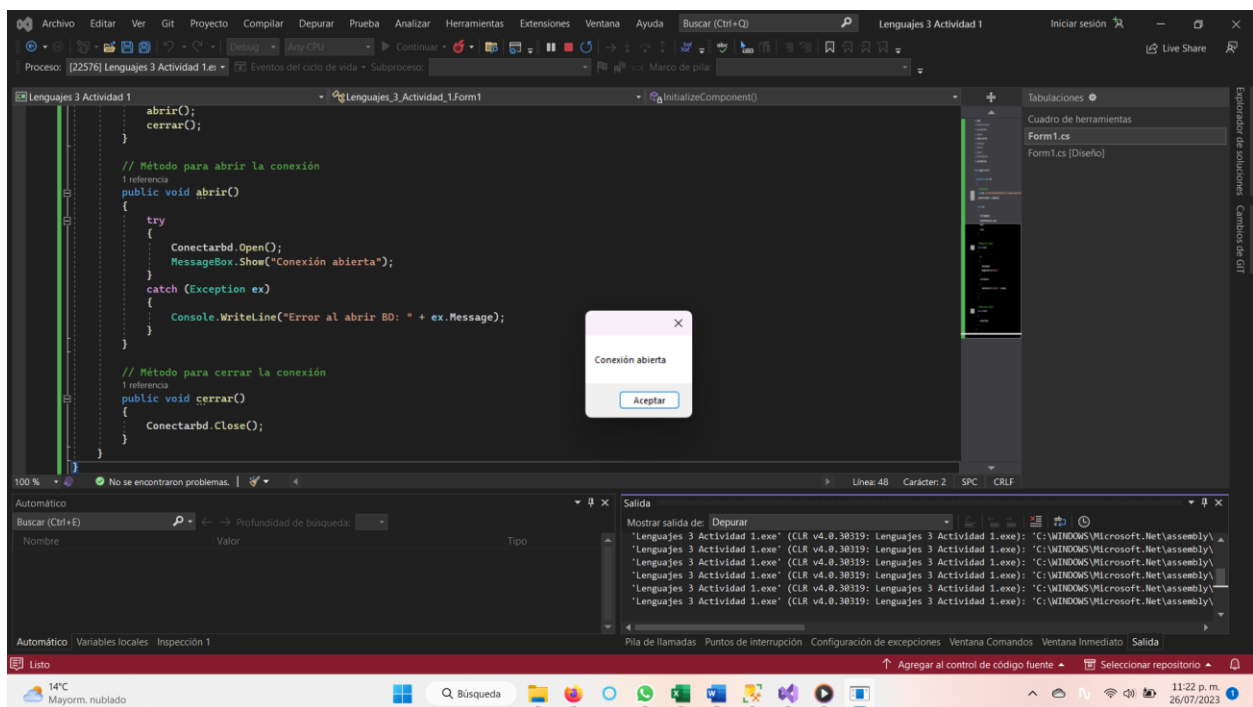 Archivo Editar Ver Git Proyecto Compilar Depurar Prueba Analizar Herramientas Extensiones Ventana Ayuda Buscar (Ctrl+Q) Lenguajes 3 Actividad 1 Iniciar sesión
Debug Any CPU Continuar Live Share
Proceso: [22576] Lenguajes 3 Actividad 1.e Eventos del ciclo de vida Subproceso: Marco de pila:
Lenguajes 3 Actividad 1 Lenguajes_3_Actividad_1.Form1 InitializeComponent()
abrir();
cerrar();
}
// Método para abrir la conexión
1 referencia
public void abrir()
{
try
{
Conectarbd.Open();
MessageBox.Show("Conexión abierta");
}
catch (Exception ex)
{
Console.WriteLine("Error al abrir BD: " + ex.Message);
}
}
// Método para cerrar la conexión
1 referencia
public void cerrar()
{
Conectarbd.Close();
}
}
}
Conexión abierta
Aceptar
Tabulaciones
Cuadro de herramientas
Form1.cs
Form1.cs [Diseño]
Explorador de soluciones
Cambios de GIT
100 % No se encontraron problemas. Línea: 48 Carácter: 2 SPC CRLF
Automático
Buscar (Ctrl+E) Profundidad de búsqueda:
Nombre Valor Tipo
Salida
Mostrar salida de: Depurar
'Lenguajes 3 Actividad 1.exe' (CLR v4.0.30319: Lenguajes 3 Actividad 1.exe): 'C:\WINDOWS\Microsoft.Net\assembly\
'Lenguajes 3 Actividad 1.exe' (CLR v4.0.30319: Lenguajes 3 Actividad 1.exe): 'C:\WINDOWS\Microsoft.Net\assembly\
'Lenguajes 3 Actividad 1.exe' (CLR v4.0.30319: Lenguajes 3 Actividad 1.exe): 'C:\WINDOWS\Microsoft.Net\assembly\
'Lenguajes 3 Actividad 1.exe' (CLR v4.0.30319: Lenguajes 3 Actividad 1.exe): 'C:\WINDOWS\Microsoft.Net\assembly\
'Lenguajes 3 Actividad 1.exe' (CLR v4.0.30319: Lenguajes 3 Actividad 1.exe): 'C:\WINDOWS\Microsoft.Net\assembly\
'Lenguajes 3 Actividad 1.exe' (CLR v4.0.30319: Lenguajes 3 Actividad 1.exe): 'C:\WINDOWS\Microsoft.Net\assembly\
Automático Variables locales Inspección 1
Pila de llamadas Puntos de interrupción Configuración de excepciones Ventana Comandos Ventana Inmediato Salida
Listo Agregar al control de código fuente Seleccionar repositorio
14°C
Mayorm. nublado
Búsqueda
11:22 p. m.
26/07/2023
1